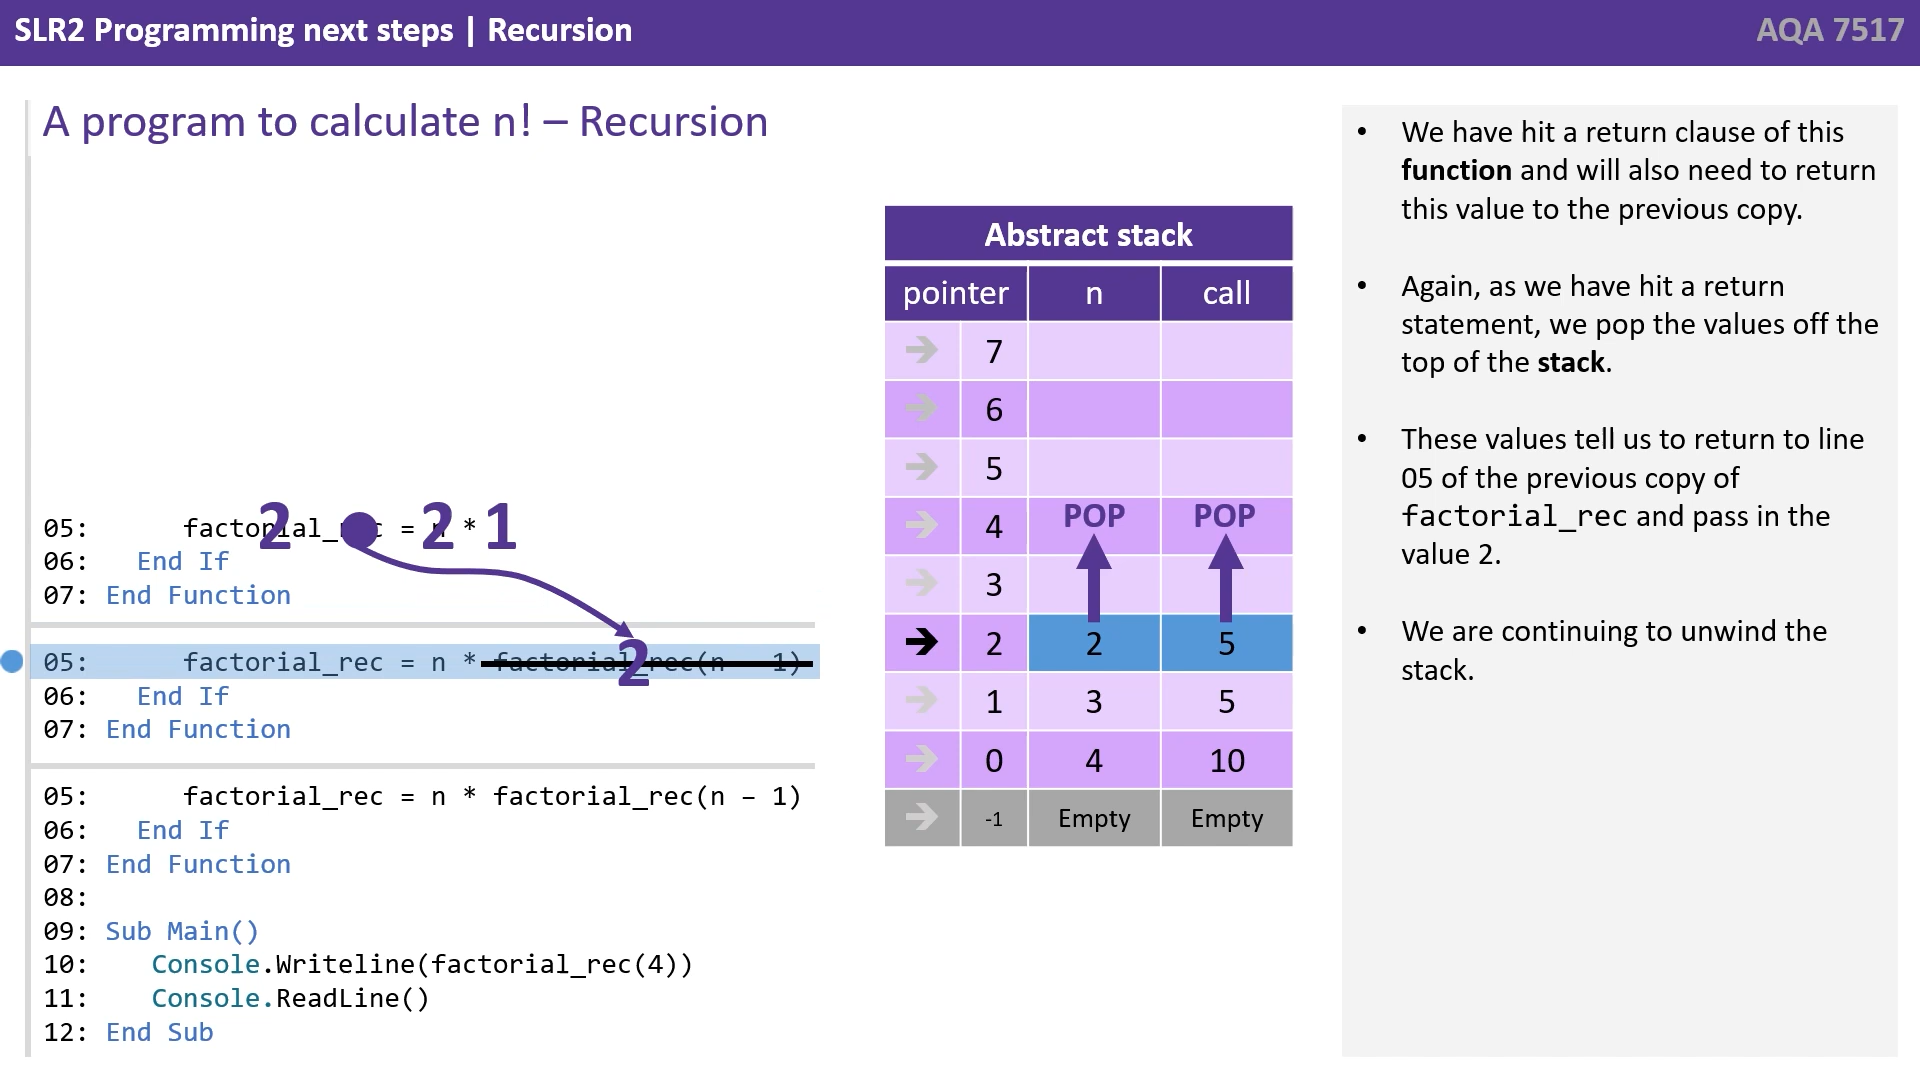 SLR2 Programming next steps | Recursion
AQA 7517
A program to calculate n! – Recursion
05: factorial_rec = n *
2 2 1
06: End If
07: End Function
05: factorial_rec = n * factorial_rec(n – 1)
2
06: End If
07: End Function
05: factorial_rec = n * factorial_rec(n – 1)
06: End If
07: End Function
08:
09: Sub Main()
10: Console.Writeline(factorial_rec(4))
11: Console.ReadLine()
12: End Sub
Abstract stack
pointer n call
7
6
5
4 POP POP
3
2 2 5
1 3 5
0 4 10
-1 Empty Empty
• We have hit a return clause of this
function and will also need to return
this value to the previous copy.
• Again, as we have hit a return
statement, we pop the values off the
top of the stack.
• These values tell us to return to line
05 of the previous copy of
factorial_rec and pass in the
value 2.
• We are continuing to unwind the
stack.